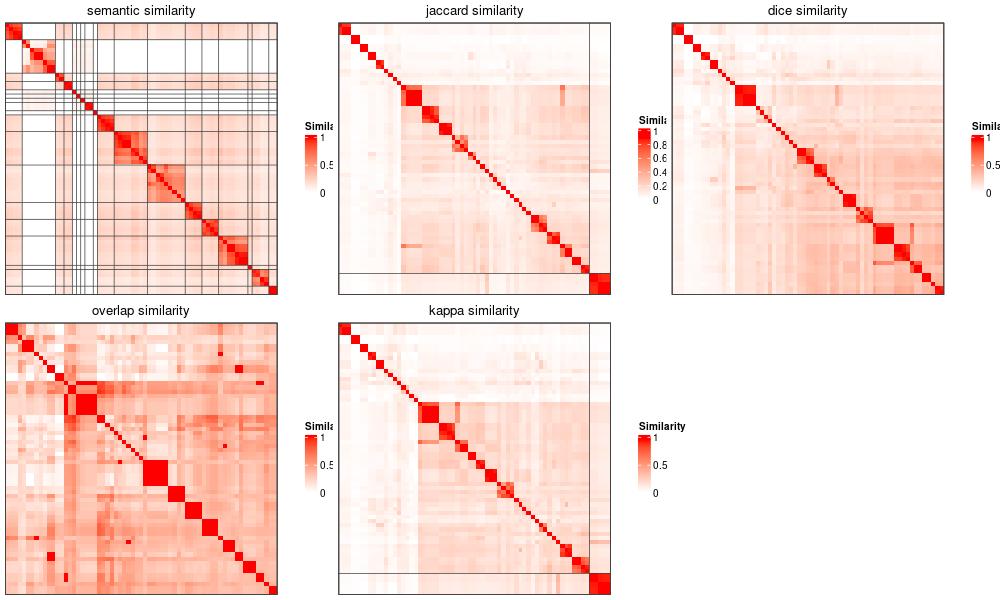 semantic similarity
jaccard similarity
dice similarity
Simila
1
0.5
0
Simila
1
0.8
0.6
0.4
0.2
0
Simila
1
0.5
0
overlap similarity
kappa similarity
Simila
1
0.5
0
Similarity
1
0.5
0